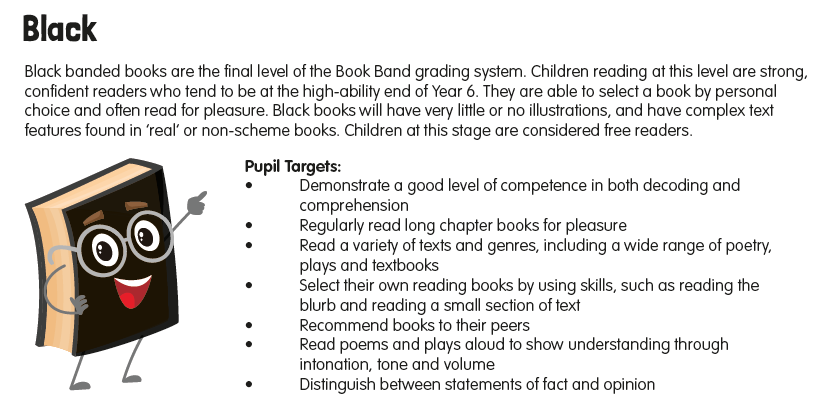 Black
Black banded books are the final level of the Book Band grading system. Children reading at this level are strong,
confident readers who tend to be at the high-ability end of Year 6. They are able to select a book by personal
choice and often read for pleasure. Black books will have very little or no illustrations, and have complex text
features found in ‘real’ or non-scheme books. Children at this stage are considered free readers.
Pupil Targets:
• Demonstrate a good level of competence in both decoding and
comprehension
• Regularly read long chapter books for pleasure
• Read a variety of texts and genres, including a wide range of poetry,
plays and textbooks
• Select their own reading books by using skills, such as reading the
blurb and reading a small section of text
• Recommend books to their peers
• Read poems and plays aloud to show understanding through
intonation, tone and volume
• Distinguish between statements of fact and opinion